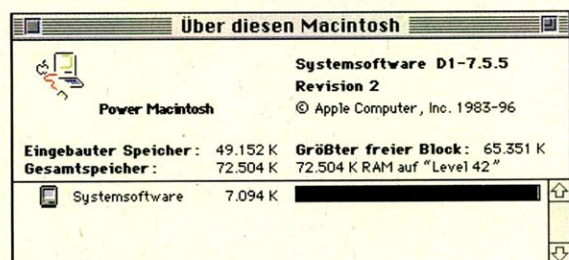 Über diesen Macintosh
Systemsoftware D1-7.5.5
Revision 2
Power Macintosh
© Apple Computer, Inc. 1983-96
Eingebauter Speicher: 49.152 K
Größter freier Block: 65.351 K
Gesamtspeicher: 72.504 K
72.504 K RAM auf “Level 42”
Systemsoftware 7.094 K